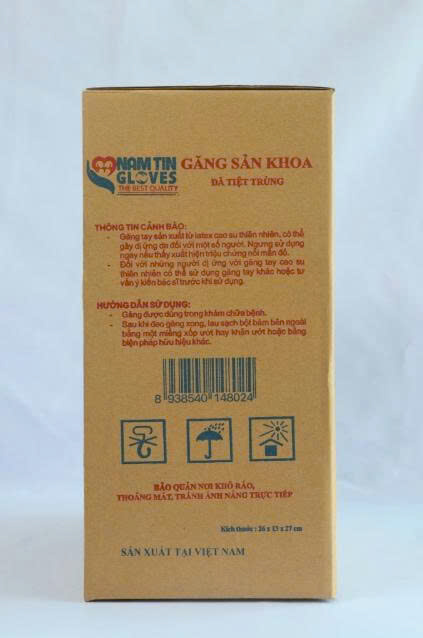 NAM TIN
GLOVES
THE BEST QUALITY
GĂNG SẢN KHOA
ĐÃ TIỆT TRÙNG
THÔNG TIN CẢNH BÁO:
- Găng tay sản xuất từ latex cao su thiên nhiên, có thể
gây dị ứng da đối với một số người. Ngưng sử dụng
ngay nếu thấy xuất hiện triệu chứng nổi mẩn đỏ.
- Đối với những người dị ứng với găng tay cao su
thiên nhiên có thể sử dụng găng tay khác hoặc tư
vấn ý kiến bác sĩ trước khi sử dụng.
HƯỚNG DẪN SỬ DỤNG:
- Găng được dùng trong khám chữa bệnh.
- Sau khi đeo găng xong, lau sạch bột bám bên ngoài
bằng một miếng xốp ướt hay khăn ướt hoặc bằng
biện pháp hữu hiệu khác.
8 938540 148024
BẢO QUẢN NƠI KHÔ RÁO,
THOÁNG MÁT, TRÁNH ÁNH NẮNG TRỰC TIẾP
Kích thước : 26 x 13 x 27 cm
SẢN XUẤT TẠI VIỆT NAM